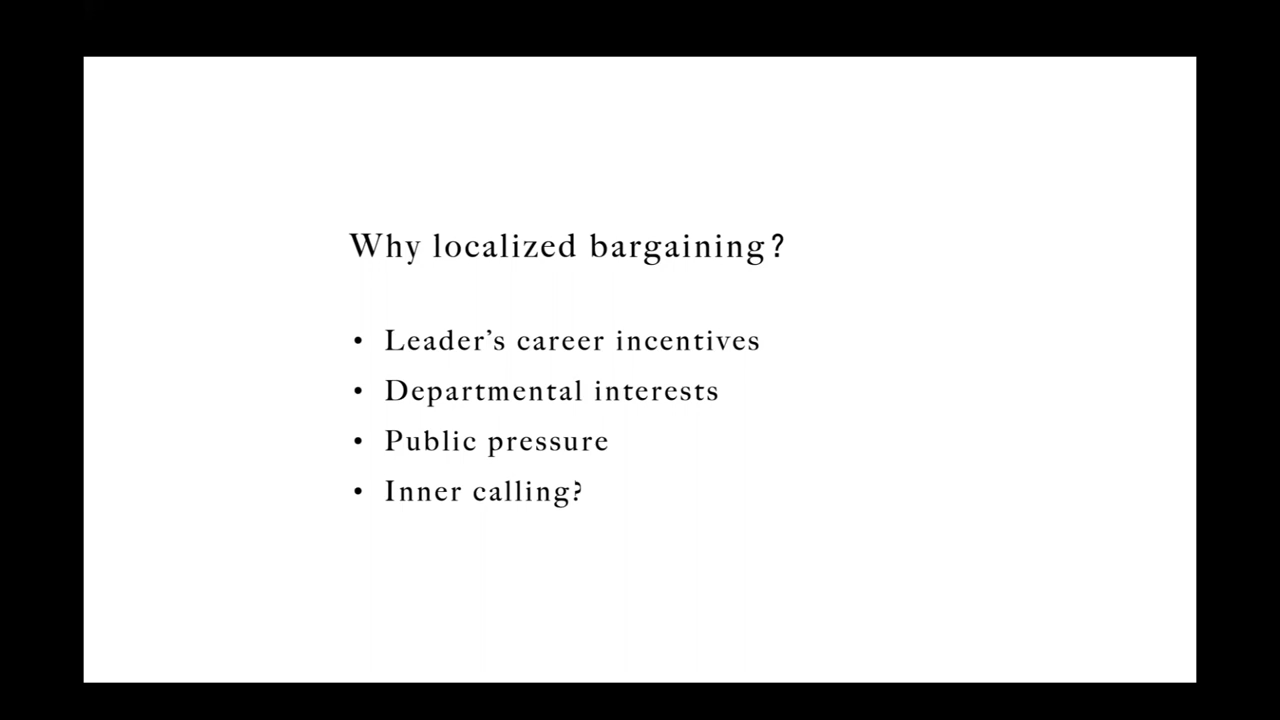 Why localized bargaining?
• Leader’s career incentives
• Departmental interests
• Public pressure
• Inner calling?